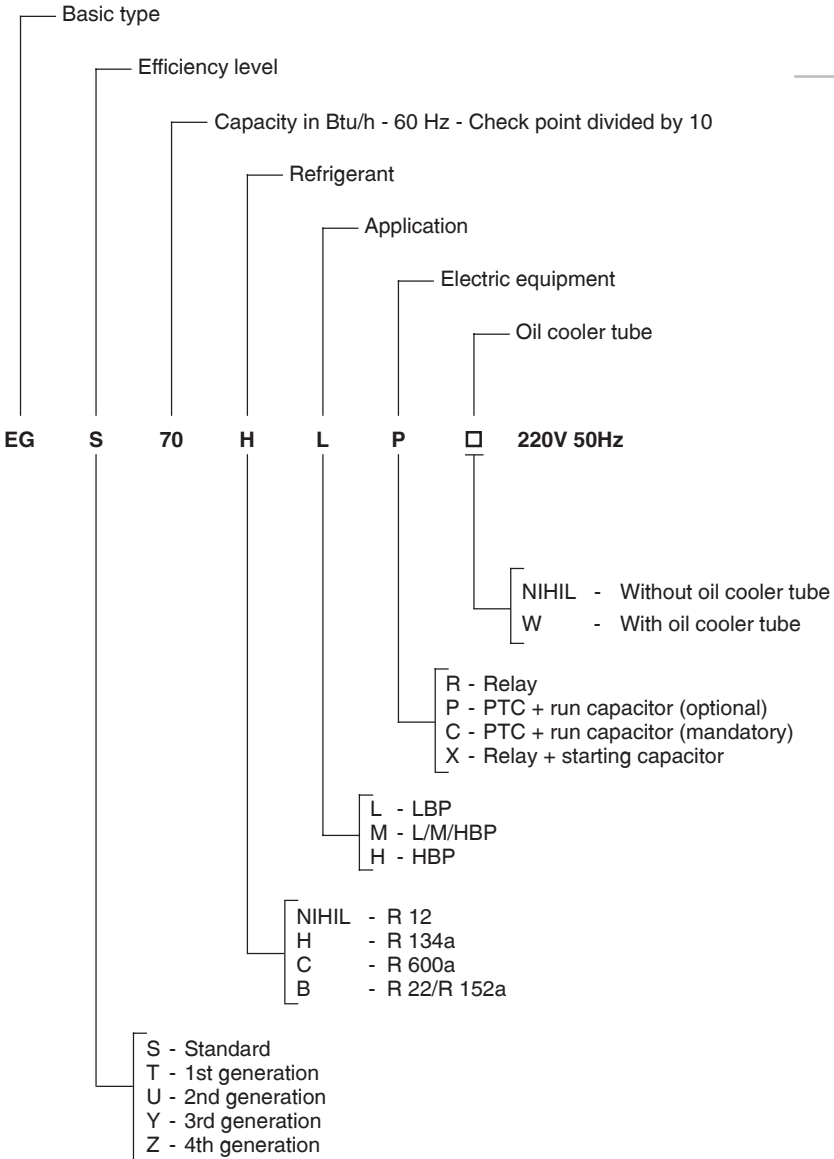 Basic type
Efficiency level
Capacity in Btu/h - 60 Hz - Check point divided by 10
Refrigerant
Application
Electric equipment
Oil cooler tube
EG S 70 H L P □ 220V 50Hz
NIHIL - Without oil cooler tube
W - With oil cooler tube
R - Relay
P - PTC + run capacitor (optional)
C - PTC + run capacitor (mandatory)
X - Relay + starting capacitor
L - LBP
M - L/M/HBP
H - HBP
NIHIL - R 12
H - R 134a
C - R 600a
B - R 22/R 152a
S - Standard
T - 1st generation
U - 2nd generation
Y - 3rd generation
Z - 4th generation